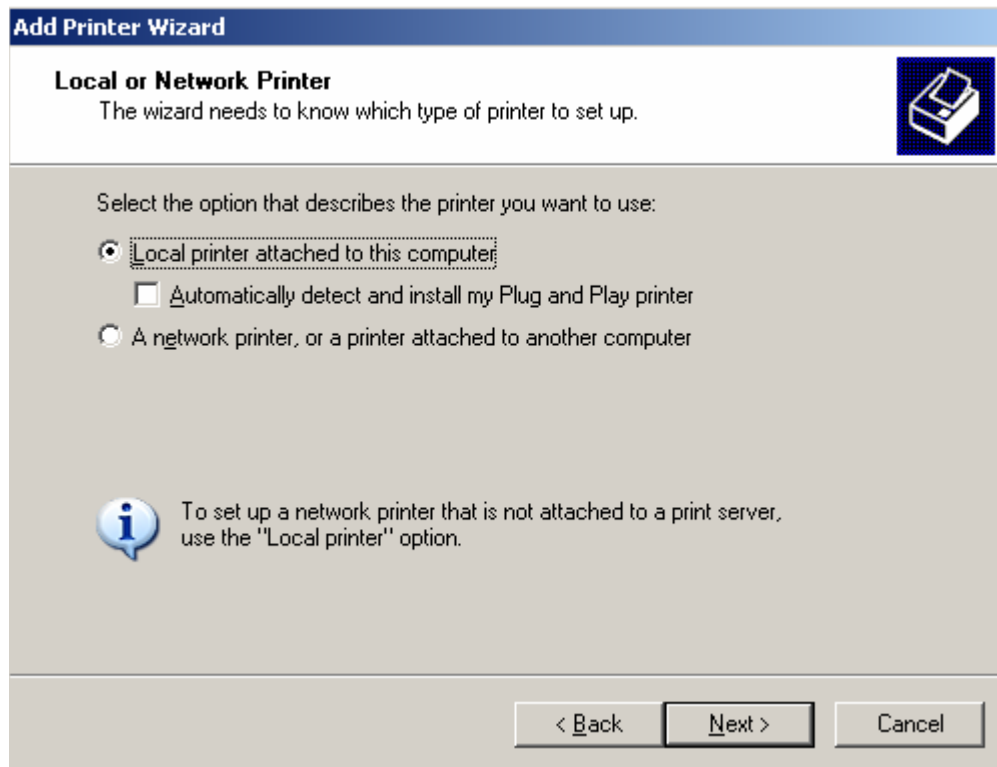 Add Printer Wizard
Local or Network Printer
The wizard needs to know which type of printer to set up.
Select the option that describes the printer you want to use:
Local printer attached to this computer
Automatically detect and install my Plug and Play printer
A network printer, or a printer attached to another computer
To set up a network printer that is not attached to a print server,
use the "Local printer" option.
< Back
Next >
Cancel